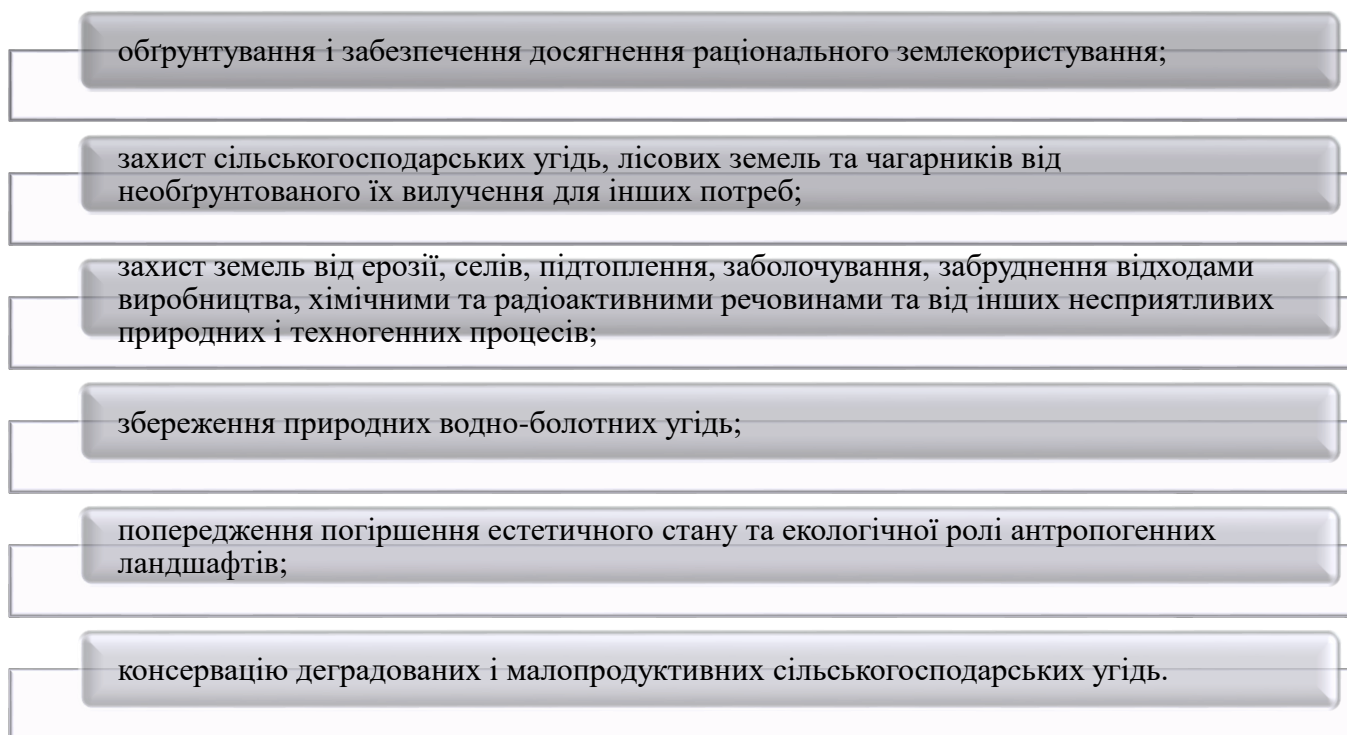 обґрунтування і забезпечення досягнення раціонального землекористування;
захист сільськогосподарських угідь, лісових земель та чагарників від
необґрунтованого їх вилучення для інших потреб;
захист земель від ерозії, селів, підтоплення, заболочування, забруднення відходами
виробництва, хімічними та радіоактивними речовинами та від інших несприятливих
природних і техногенних процесів;
збереження природних водно-болотних угідь;
попередження погіршення естетичного стану та екологічної ролі антропогенних
ландшафтів;
консервацію деградованих і малопродуктивних сільськогосподарських угідь.